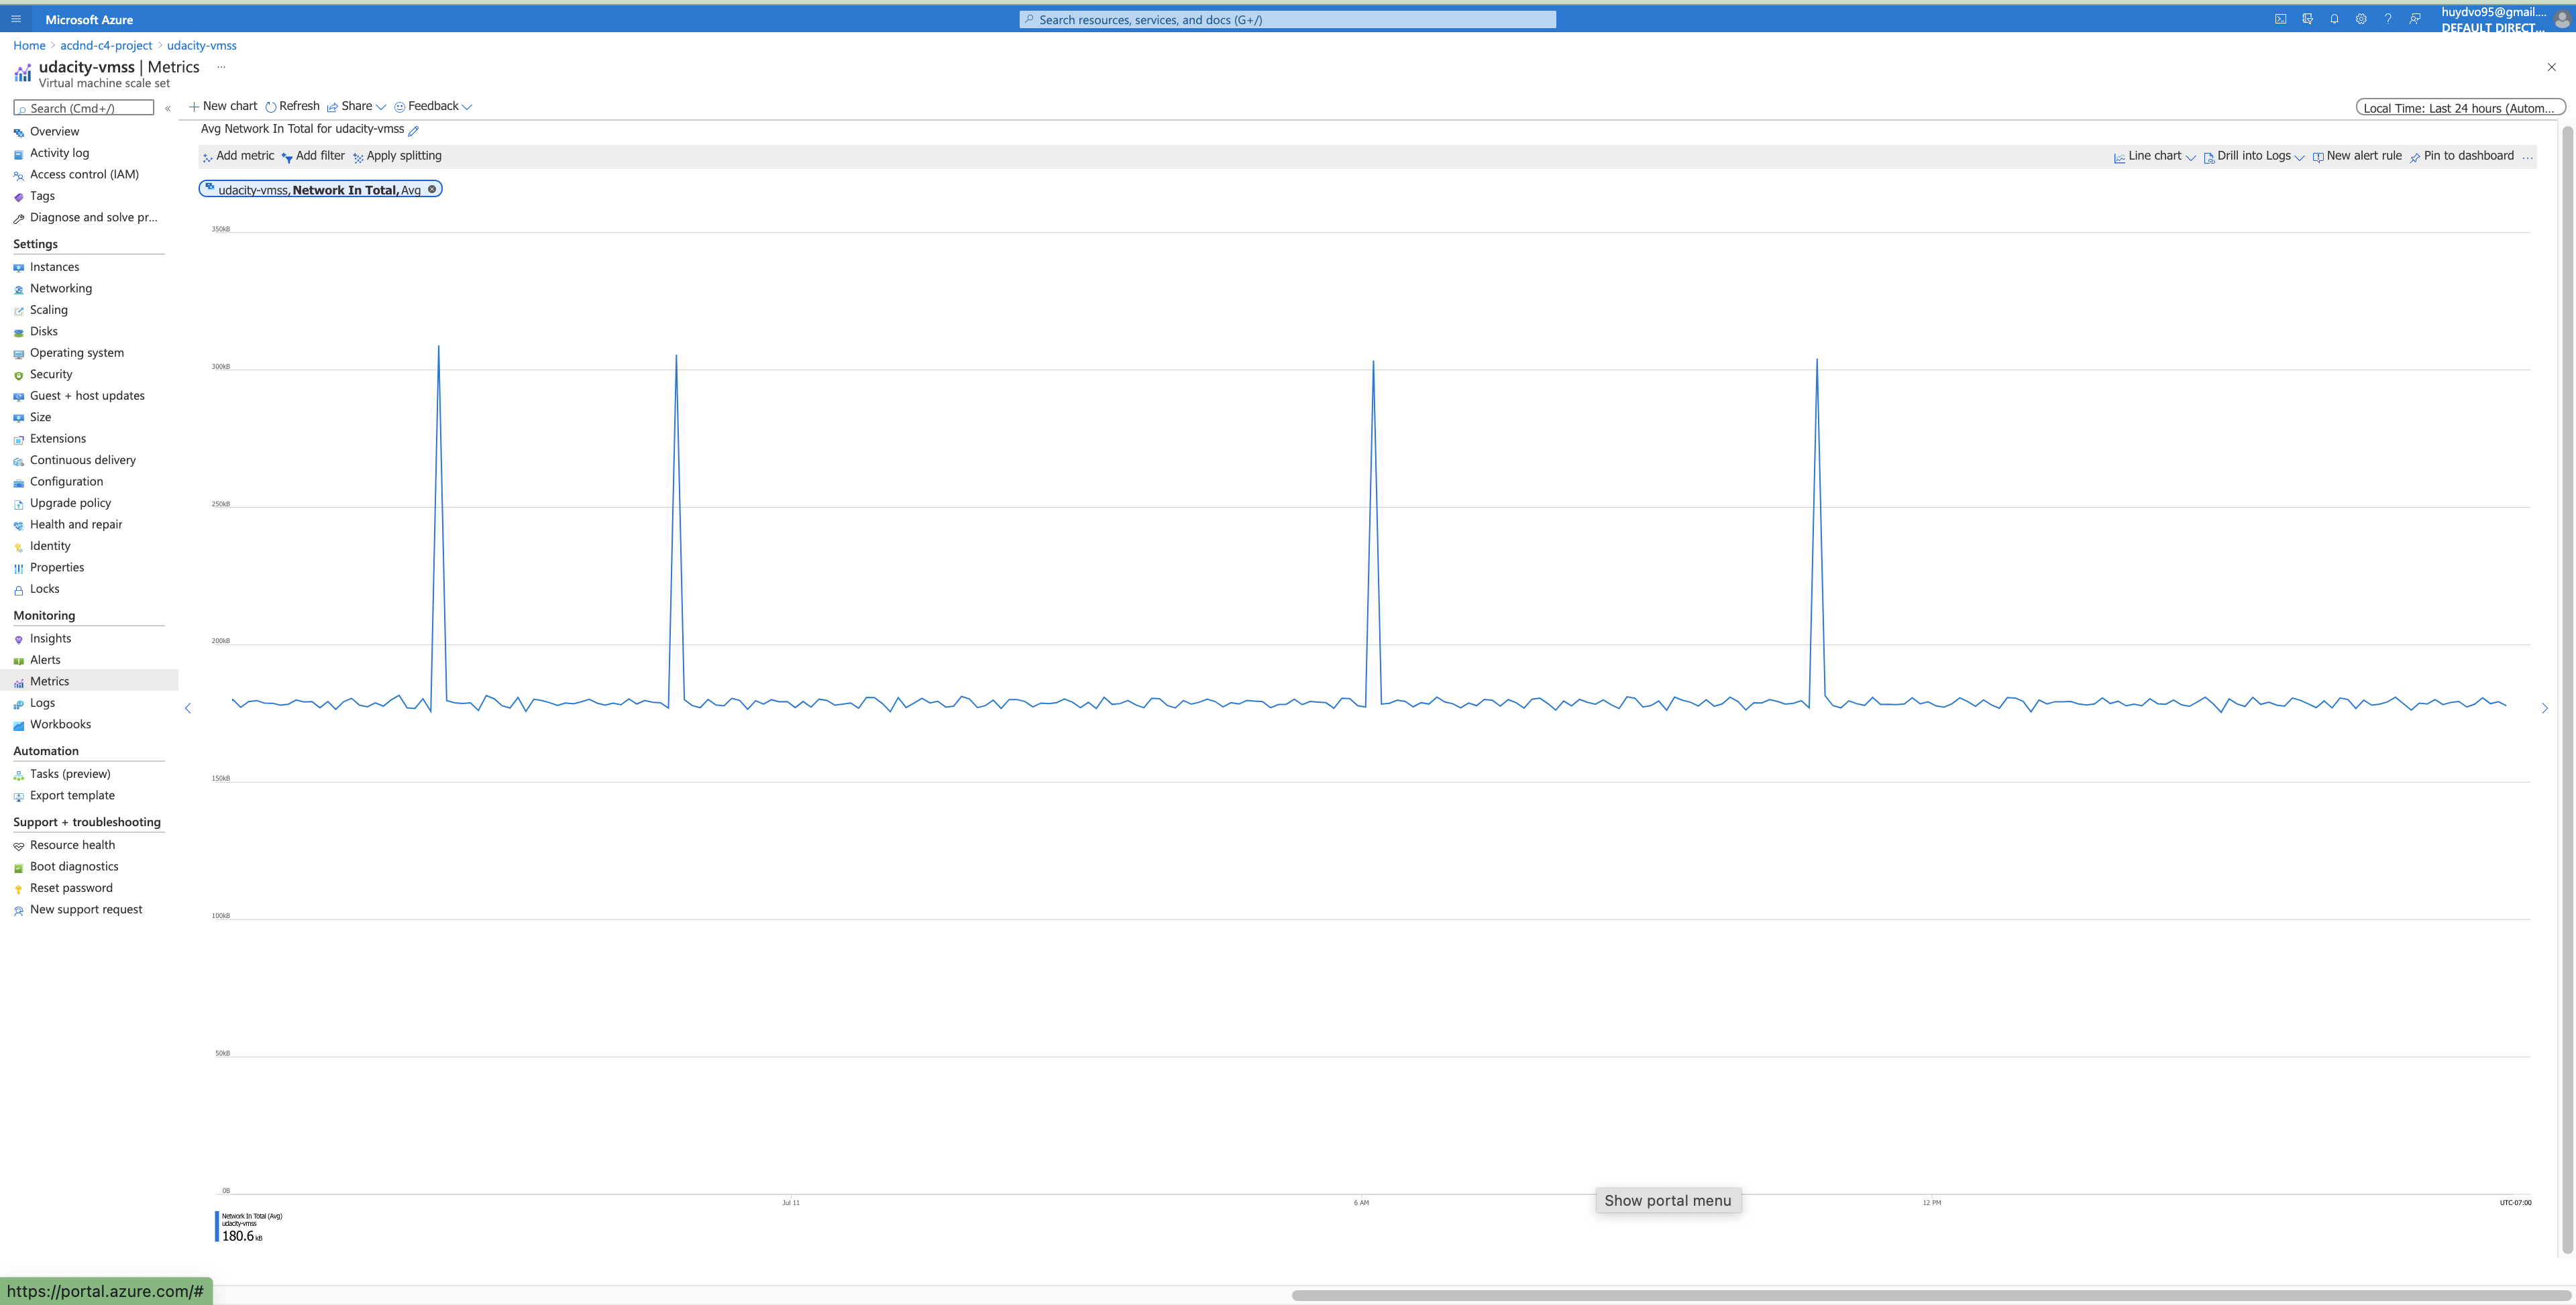 Microsoft Azure
Search resources, services, and docs (G+/)
huydvo95@gmail....
DEFAULT DIRECT...
Home > acdnd-c4-project > udacity-vmss
udacity-vmss | Metrics ...
Virtual machine scale set
Search (Cmd+/)
«
New chart Refresh Share Feedback
Local Time: Last 24 hours (Autom...
Overview
Activity log
Access control (IAM)
Tags
Diagnose and solve pr...
Settings
Instances
Networking
Scaling
Disks
Operating system
Security
Guest + host updates
Size
Extensions
Continuous delivery
Configuration
Upgrade policy
Health and repair
Identity
Properties
Locks
Monitoring
Insights
Alerts
Metrics
Logs
Workbooks
Automation
Tasks (preview)
Export template
Support + troubleshooting
Resource health
Boot diagnostics
Reset password
New support request
Avg Network In Total for udacity-vmss
Add metric Add filter Apply splitting
Line chart Drill into Logs New alert rule Pin to dashboard ...
udacity-vmss, Network In Total, Avg
350kB
300kB
250kB
200kB
150kB
100kB
50kB
0B
Jul 11 6 AM 12 PM UTC-07:00
Show portal menu
Network In Total (Avg)
udacity-vmss
180.6 kB
https://portal.azure.com/#